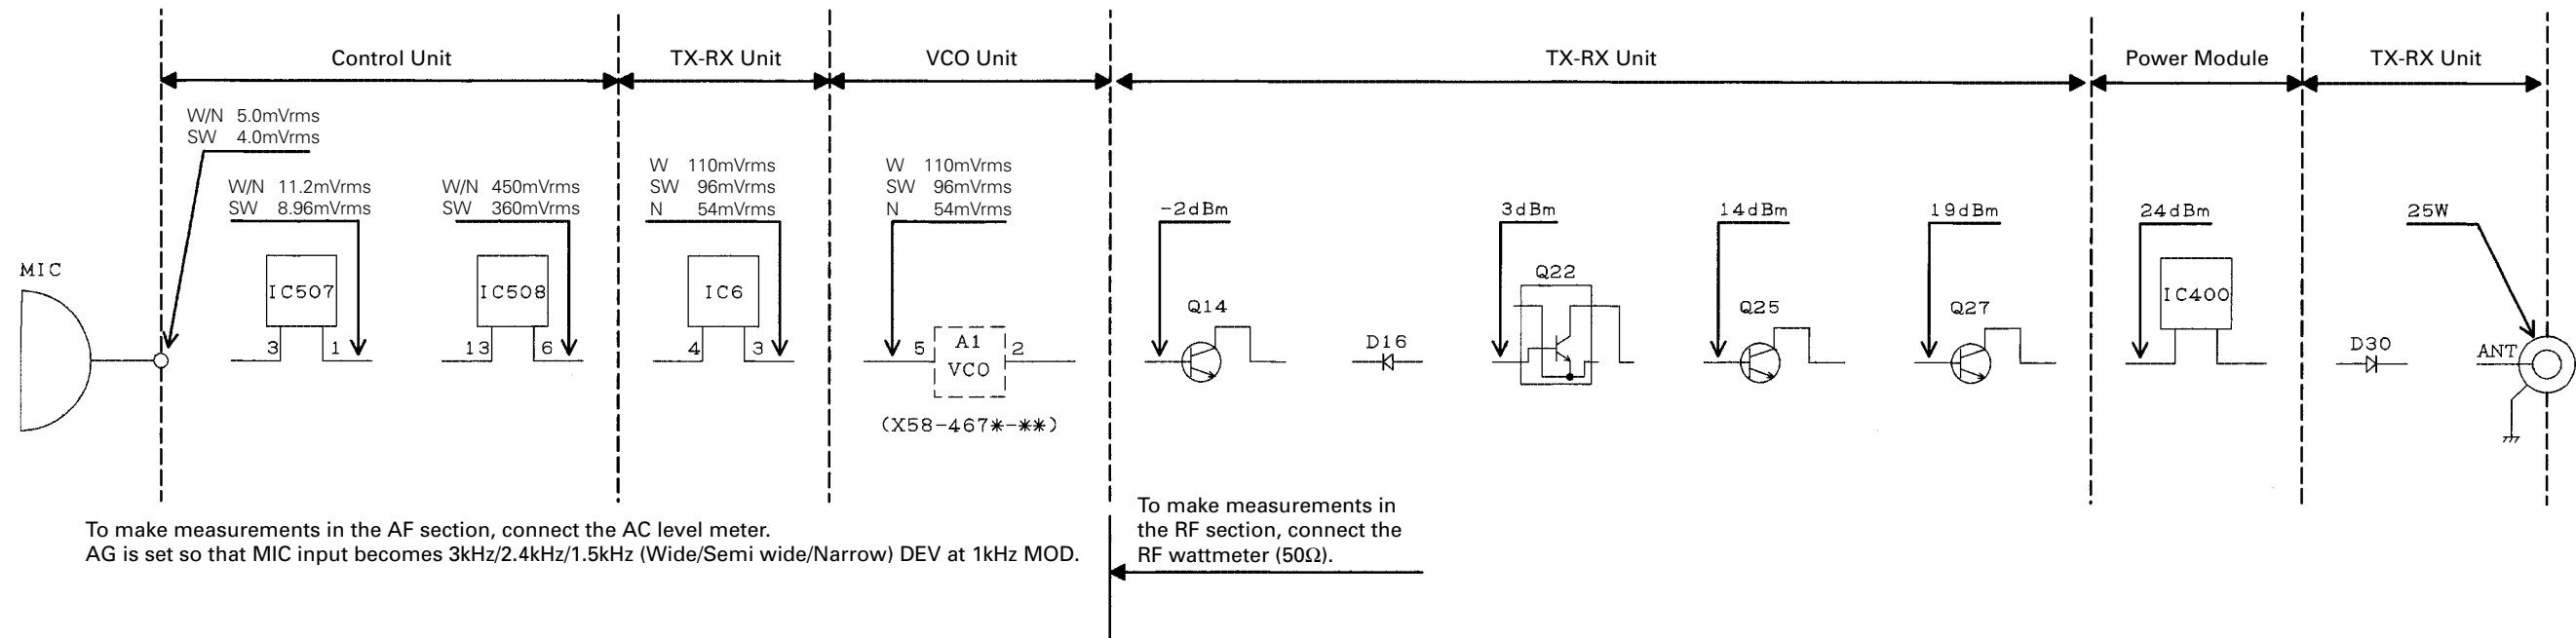 Control Unit
TX-RX Unit
VCO Unit
TX-RX Unit
Power Module
TX-RX Unit
W/N 5.0mVrms
SW 4.0mVrms
W/N 11.2mVrms
SW 8.96mVrms
W/N 450mVrms
SW 360mVrms
W 110mVrms
SW 96mVrms
N 54mVrms
W 110mVrms
SW 96mVrms
N 54mVrms
-2dBm
3dBm
14dBm
19dBm
24dBm
25W
MIC
IC507
3 1
IC508
13 6
IC6
4 3
5 A1 2
VCO
(X58-467*-**)
Q14
D16
Q22
Q25
Q27
IC400
D30
ANT
To make measurements in the AF section, connect the AC level meter.
AG is set so that MIC input becomes 3kHz/2.4kHz/1.5kHz (Wide/Semi wide/Narrow) DEV at 1kHz MOD.
To make measurements in
the RF section, connect the
RF wattmeter (50Ω).